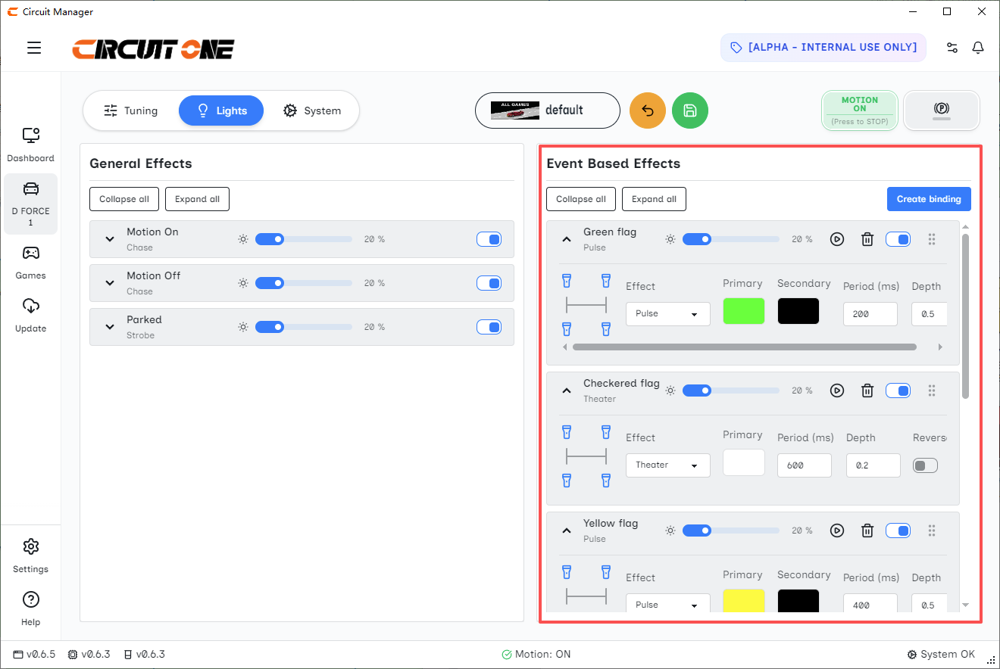 Circuit Manager
CIRCUIT ONE
[ALPHA - INTERNAL USE ONLY]
Tuning
Lights
System
ALL GAMES
default
MOTION
ON
(Press to STOP)
P
Dashboard
D FORCE
1
Games
Update
Settings
Help
General Effects
Collapse all
Expand all
Motion On
Chase
20 %
Motion Off
Chase
20 %
Parked
Strobe
20 %
Event Based Effects
Collapse all
Expand all
Create binding
Green flag
Pulse
20 %
Effect
Primary
Secondary
Period (ms)
Depth
Pulse
200
0.5
Checkered flag
Theater
20 %
Effect
Primary
Period (ms)
Depth
Revers
Theater
600
0.2
Yellow flag
Pulse
20 %
Effect
Primary
Secondary
Period (ms)
Depth
Pulse
400
0.5
v0.6.5
v0.6.3
v0.6.3
Motion: ON
System OK